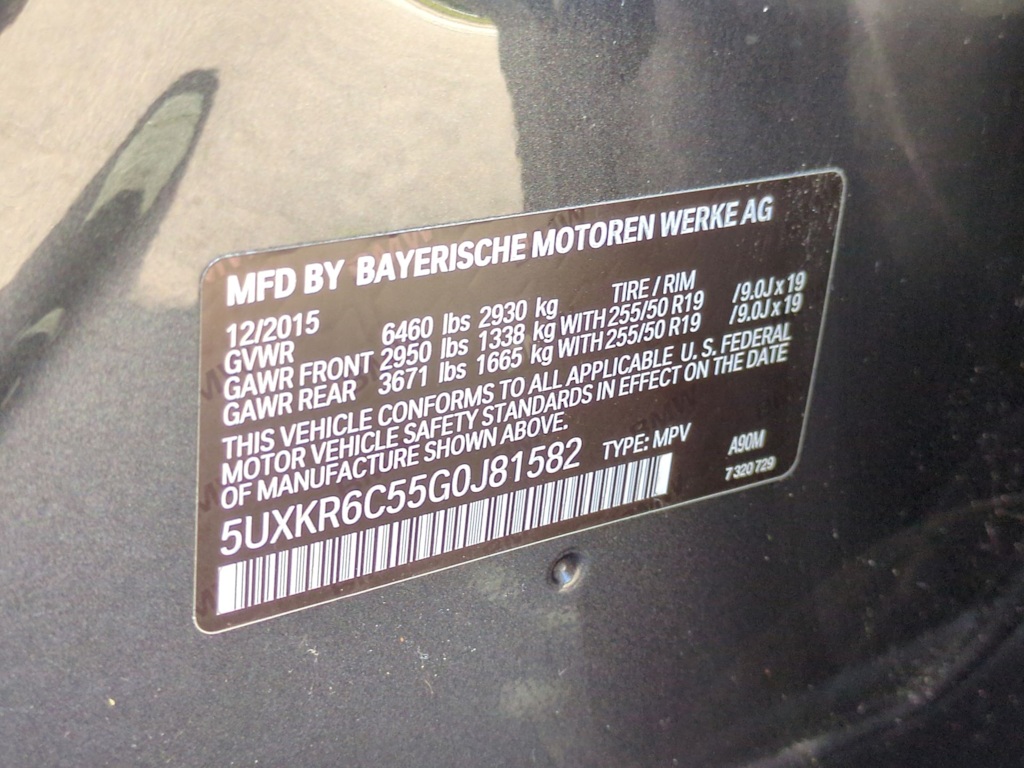 MFD BY BAYERISCHE MOTOREN WERKE AG
12/2015 TIRE / RIM
GVWR 6460 lbs 2930 kg
GAWR FRONT 2950 lbs 1338 kg WITH 255/50 R19 /9.0J x 19
GAWR REAR 3671 lbs 1665 kg WITH 255/50 R19 /9.0J x 19
THIS VEHICLE CONFORMS TO ALL APPLICABLE U. S. FEDERAL
MOTOR VEHICLE SAFETY STANDARDS IN EFFECT ON THE DATE
OF MANUFACTURE SHOWN ABOVE.
5UXKR6C55G0J81582 TYPE: MPV A90M
7 320 729